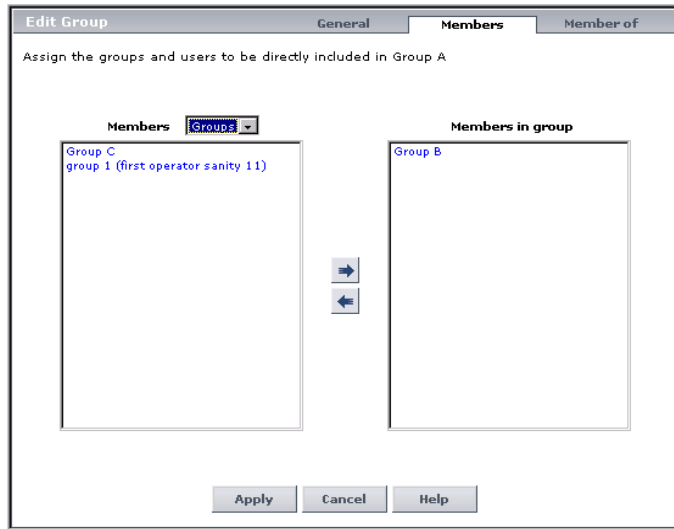 Edit Group General Members Member of
Assign the groups and users to be directly included in Group A
Members Groups Members in group
Group C Group B
group 1 (first operator sanity 11)
Apply Cancel Help